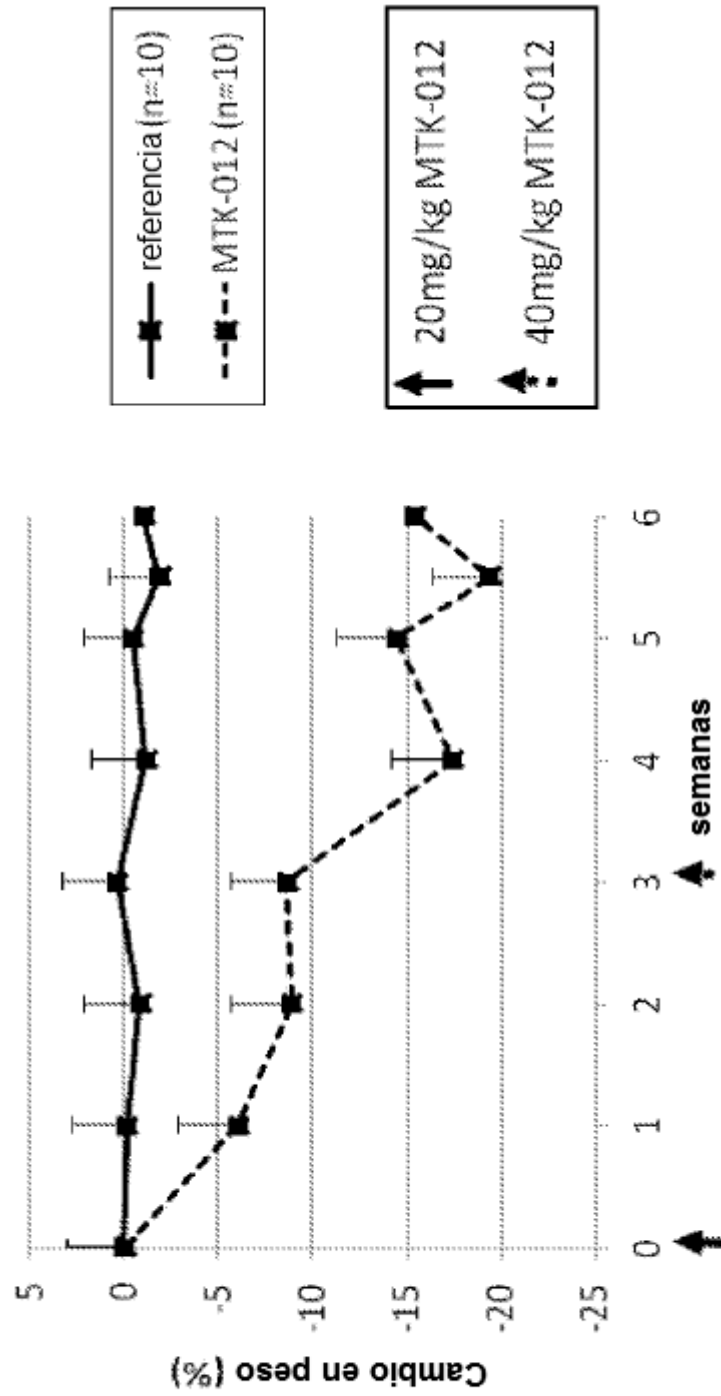 Cambio en peso (%)
5
0
-5
-10
-15
-20
-25
0 1 2 3 4 5 6
semanas
referencia (n=10)
MTK-012 (n=10)
20mg/kg MTK-012
40mg/kg MTK-012